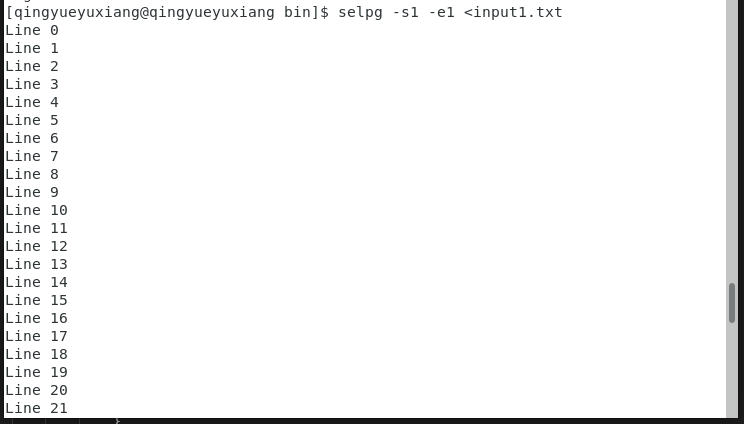 [qingyueyuxiang@qingyueyuxiang bin]$ selpg -s1 -e1 <input1.txt
Line 0
Line 1
Line 2
Line 3
Line 4
Line 5
Line 6
Line 7
Line 8
Line 9
Line 10
Line 11
Line 12
Line 13
Line 14
Line 15
Line 16
Line 17
Line 18
Line 19
Line 20
Line 21